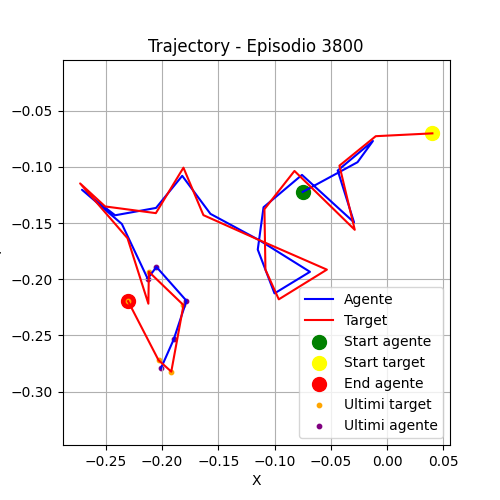 Trajectory - Episodio 3800
−0.05
−0.10
−0.15
−0.20
−0.25
−0.30
Agente
Target
Start agente
Start target
End agente
Ultimi target
Ultimi agente
−0.25 −0.20 −0.15 −0.10 −0.05 0.00 0.05
X